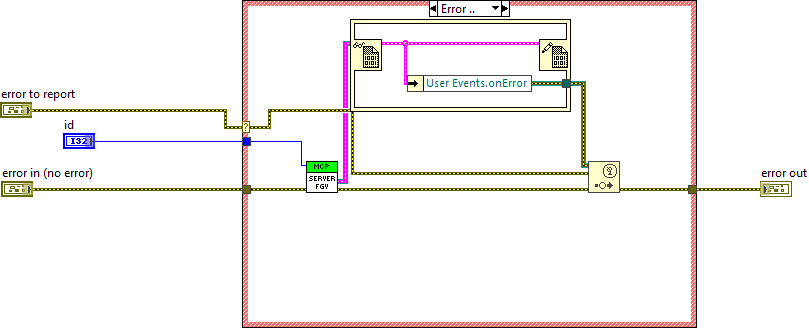 Error ..
User Events.onError
error to report
?
id
I32
MCP
SERVER
FGV
error in (no error)
error out